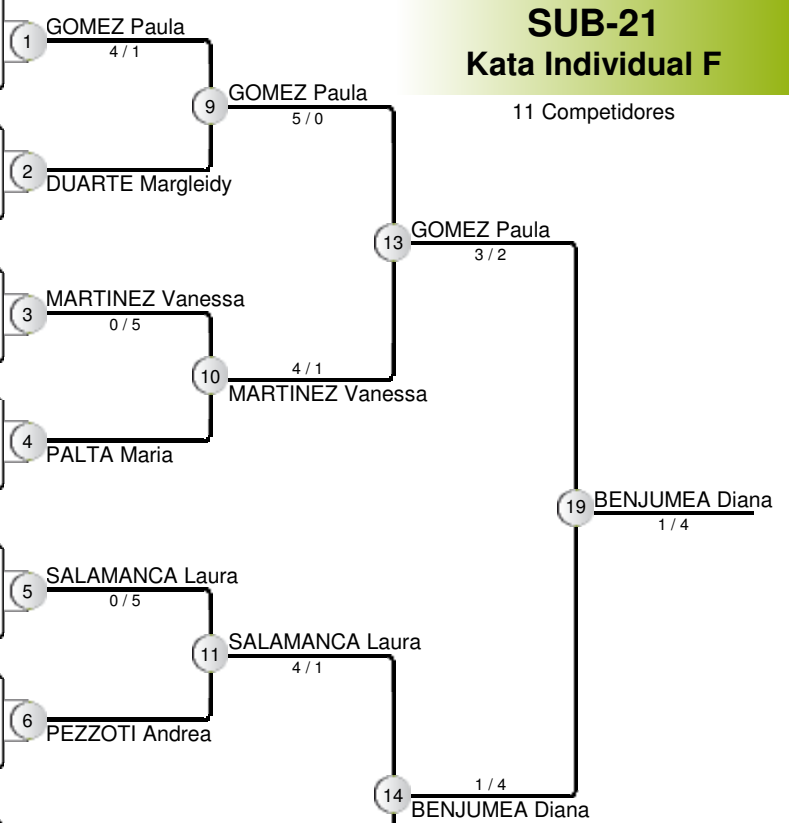 SUB-21
Kata Individual F
11 Competidores
1
GOMEZ Paula
4 / 1
9
GOMEZ Paula
5 / 0
2
DUARTE Margleidy
13
GOMEZ Paula
3 / 2
3
MARTINEZ Vanessa
0 / 5
10
4 / 1
MARTINEZ Vanessa
4
PALTA Maria
19
BENJUMEA Diana
1 / 4
5
SALAMANCA Laura
0 / 5
11
SALAMANCA Laura
4 / 1
6
PEZZOTI Andrea
14
1 / 4
BENJUMEA Diana